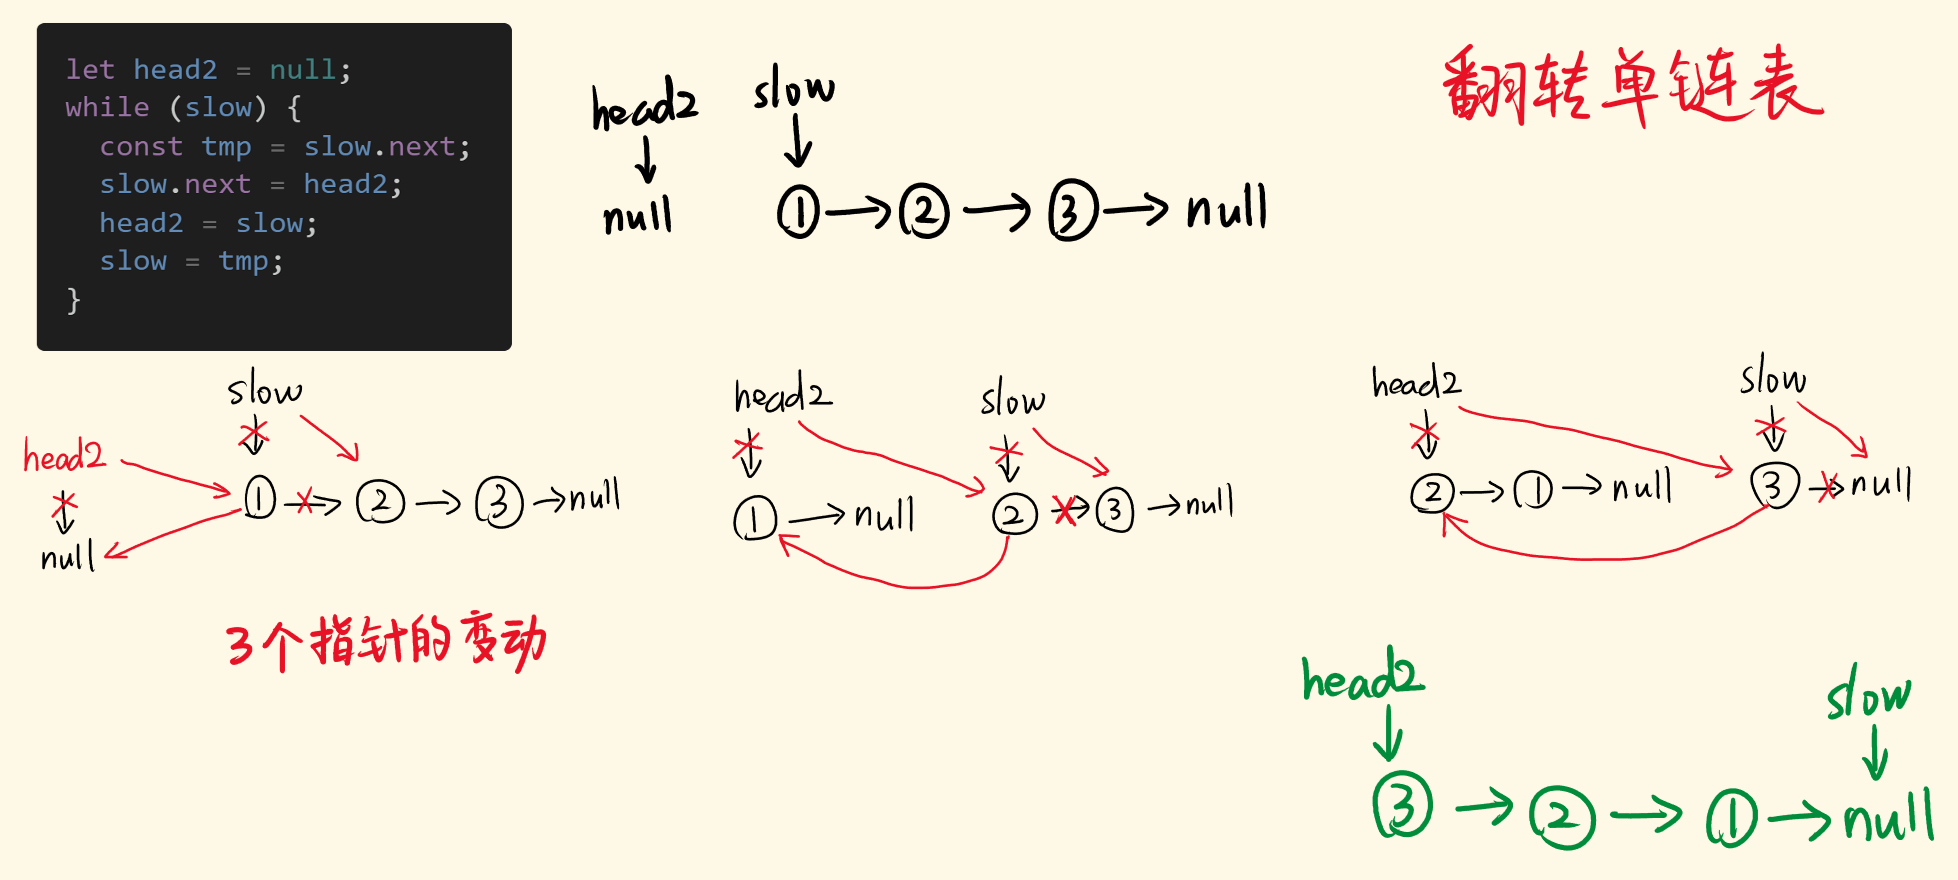 let head2 = null;
while (slow) {
  const tmp = slow.next;
  slow.next = head2;
  head2 = slow;
  slow = tmp;
}
head2 slow
null ① → ② → ③ → null
翻转单链表
slow
head2
① → ② → ③ → null
null
3个指针的变动
head2 slow
① → null ② → ③ → null
head2 slow
② → ① → null ③ → null
head2 slow
③ → ② → ① → null